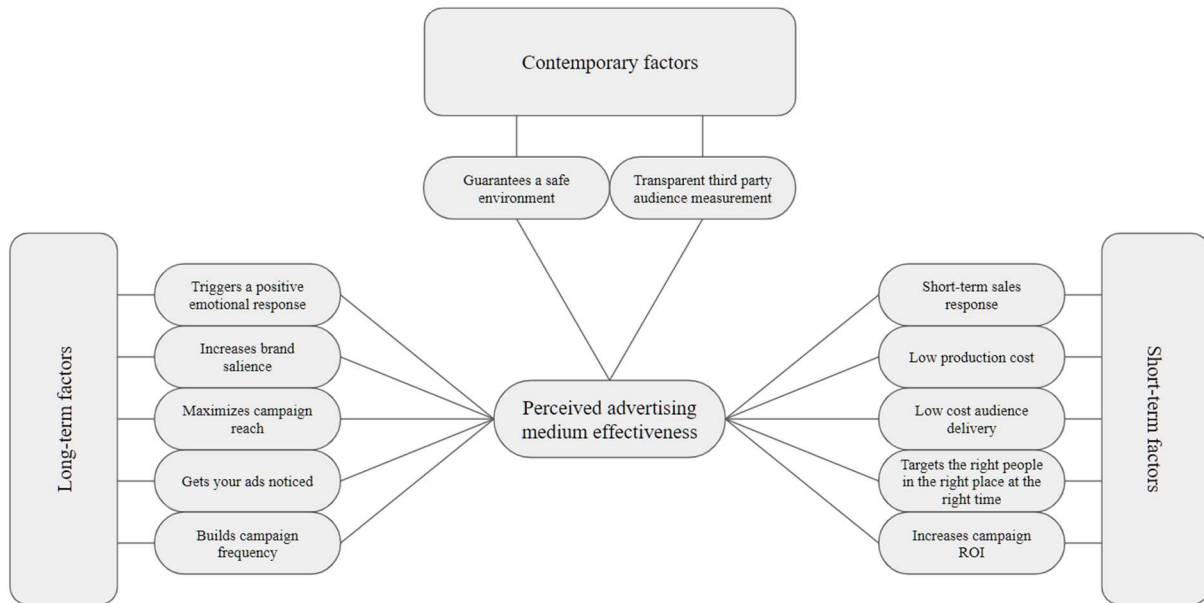 Contemporary factors
Guarantees a safe
environment
Transparent third party
audience measurement
Long-term factors
Triggers a positive
emotional response
Increases brand
salience
Maximizes campaign
reach
Gets your ads noticed
Builds campaign
frequency
Perceived advertising
medium effectiveness
Short-term sales
response
Low production cost
Low cost audience
delivery
Targets the right people
in the right place at the
right time
Increases campaign
ROI
Short-term factors